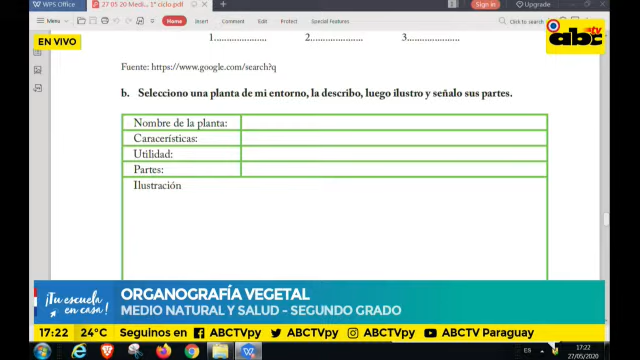 WPS Office
27 05 20 Medi... 1° ciclo.pdf
Sign in
Upgrade
Home
Insert
Comment
Edit
Protect
Special Features
Click to search
EN VIVO
abc tv
1.................... 2.................... 3....................
Fuente: https://www.google.com/search?q
b. Selecciono una planta de mi entorno, la describo, luego ilustro y señalo sus partes.
Nombre de la planta:
Caracerísticas:
Utilidad:
Partes:
Ilustración
¡Tu escuela en casa!
ORGANOGRAFÍA VEGETAL
MEDIO NATURAL Y SALUD - SEGUNDO GRADO
17:22 24°C Seguinos en ABCTVpy ABCTVpy @ABCTVpy ABCTV Paraguay
ES
17:22
27/05/2020